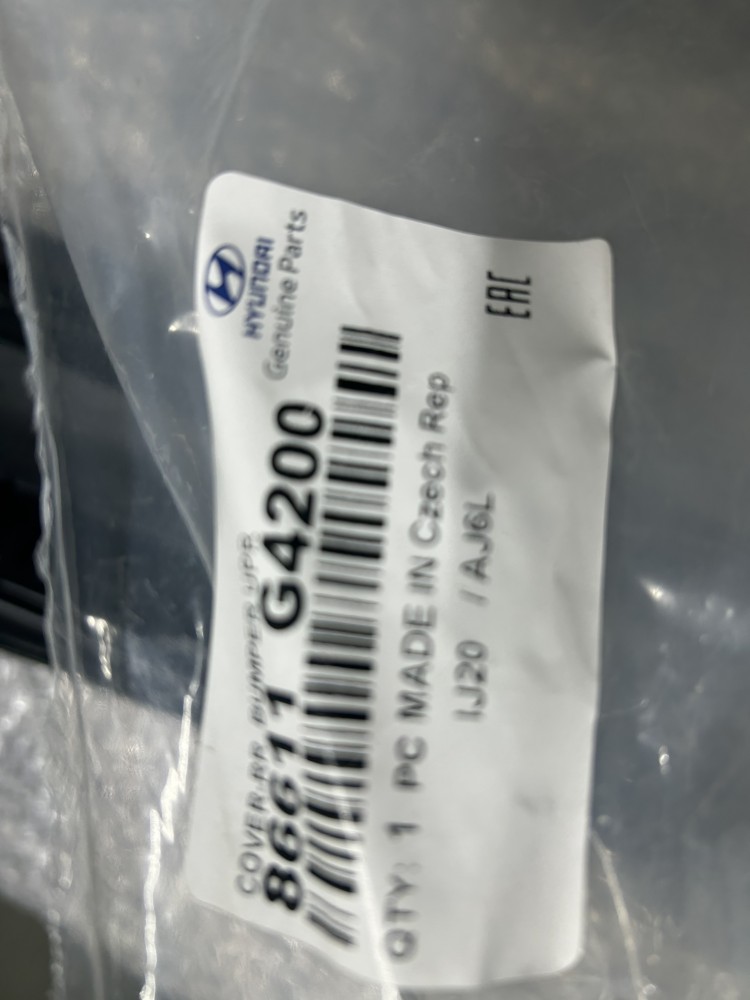 HYUNDAI
Genuine Parts
COVER-RR BUMPER UPR
86611 G4200
QTY: 1 PC MADE IN Czech Rep
IJ20 / AJ6L
EAC